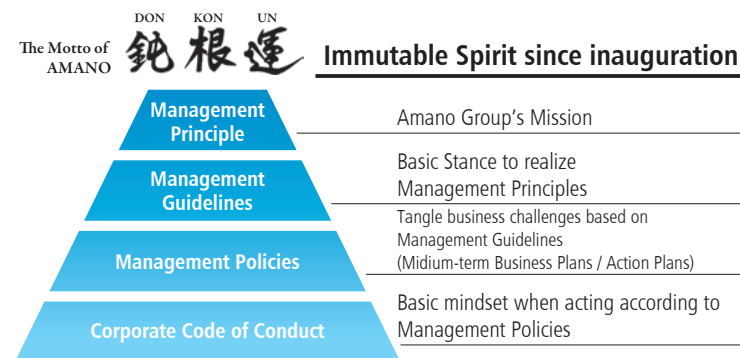 DON KON UN
The Motto of
AMANO
鈍根運
Immutable Spirit since inauguration
Management
Principle
Amano Group's Mission
Management
Guidelines
Basic Stance to realize
Management Principles
Management Policies
Tangle business challenges based on
Management Guidelines
(Midium-term Business Plans / Action Plans)
Corporate Code of Conduct
Basic mindset when acting according to
Management Policies